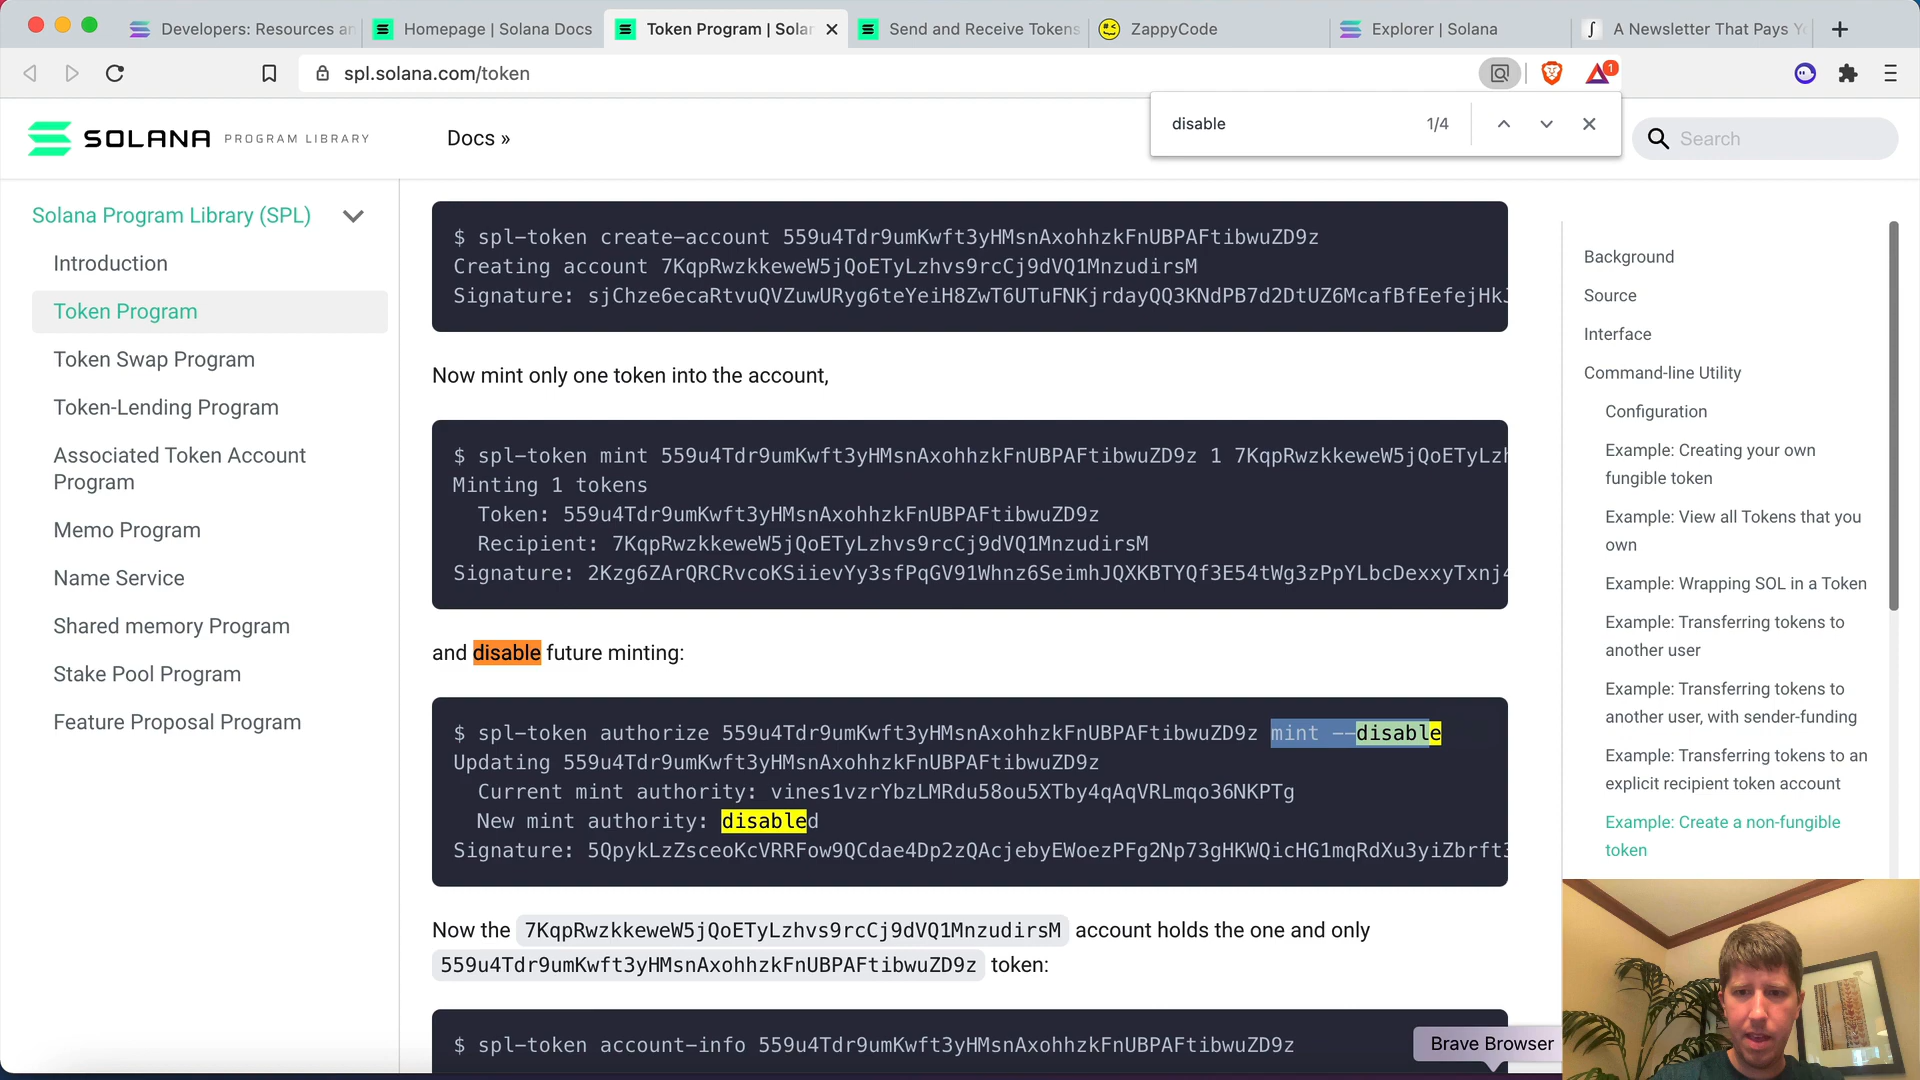 Developers: Resources an
Homepage | Solana Docs
Token Program | Solar
Send and Receive Tokens
ZappyCode
Explorer | Solana
A Newsletter That Pays Y
spl.solana.com/token
1
disable
1/4
SOLANA PROGRAM LIBRARY
Docs »
Search
Solana Program Library (SPL)
Introduction
Token Program
Token Swap Program
Token-Lending Program
Associated Token Account
Program
Memo Program
Name Service
Shared memory Program
Stake Pool Program
Feature Proposal Program
$ spl-token create-account 559u4Tdr9umKwft3yHMsnAxohhzkFnUBPAFtibwuZD9z
Creating account 7KqpRwzkkeweW5jQoETyLzhvs9rcCj9dVQ1MnzudirsM
Signature: sjChze6ecaRtvuQVZuwURyg6teYeiH8ZwT6UTuFNKjrdayQQ3KNdPB7d2DtUZ6McafBfEefejHkJ
Now mint only one token into the account,
$ spl-token mint 559u4Tdr9umKwft3yHMsnAxohhzkFnUBPAFtibwuZD9z 1 7KqpRwzkkeweW5jQoETyLzh
Minting 1 tokens
Token: 559u4Tdr9umKwft3yHMsnAxohhzkFnUBPAFtibwuZD9z
Recipient: 7KqpRwzkkeweW5jQoETyLzhvs9rcCj9dVQ1MnzudirsM
Signature: 2Kzg6ZArQRCRvcoKSiievYy3sfPqGV91Whnz6SeimhJQXKBTYQf3E54tWg3zPpYLbcDexxyTxnj4
and disable future minting:
$ spl-token authorize 559u4Tdr9umKwft3yHMsnAxohhzkFnUBPAFtibwuZD9z mint --disable
Updating 559u4Tdr9umKwft3yHMsnAxohhzkFnUBPAFtibwuZD9z
Current mint authority: vines1vzrYbzLMRdu58ou5XTby4qAqVRLmqo36NKPTg
New mint authority: disabled
Signature: 5QpykLzZsceoKcVRRFow9QCdae4Dp2zQAcjebyEWoezPFg2Np73gHKWQicHG1mqRdXu3yiZbrft3
Now the 7KqpRwzkkeweW5jQoETyLzhvs9rcCj9dVQ1MnzudirsM account holds the one and only
559u4Tdr9umKwft3yHMsnAxohhzkFnUBPAFtibwuZD9z token:
$ spl-token account-info 559u4Tdr9umKwft3yHMsnAxohhzkFnUBPAFtibwuZD9z
Background
Source
Interface
Command-line Utility
Configuration
Example: Creating your own
fungible token
Example: View all Tokens that you
own
Example: Wrapping SOL in a Token
Example: Transferring tokens to
another user
Example: Transferring tokens to
another user, with sender-funding
Example: Transferring tokens to an
explicit recipient token account
Example: Create a non-fungible
token
Brave Browser